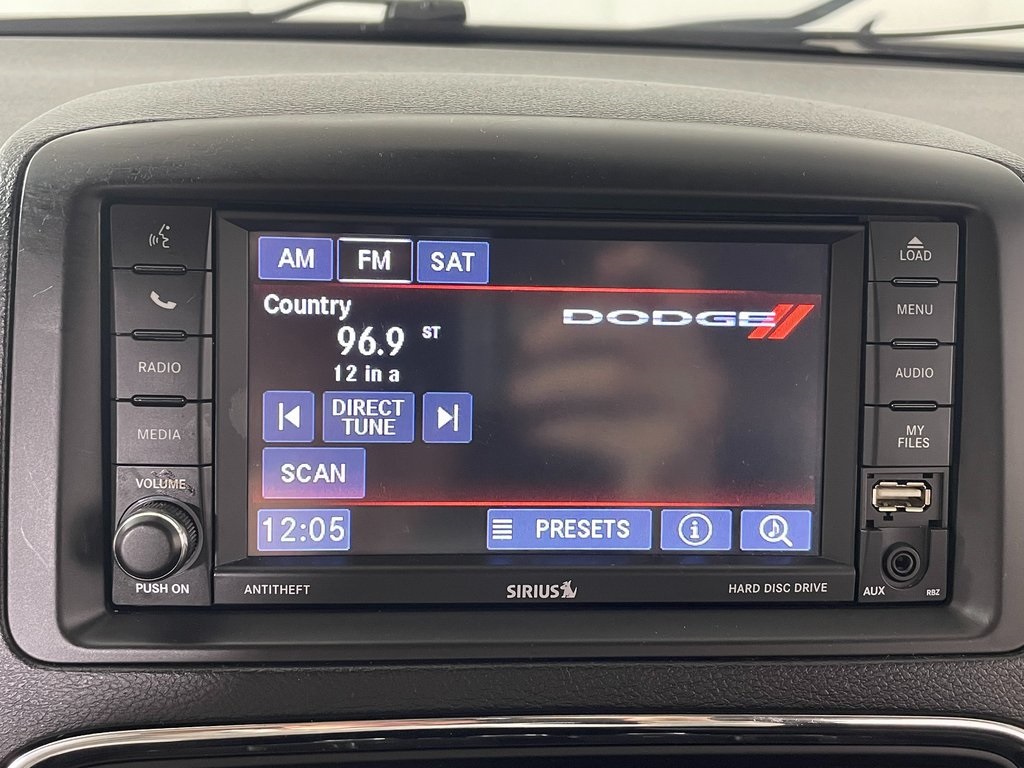 AM FM SAT
Country
96.9 ST
12 in a
DIRECT
TUNE
SCAN
12:05 PRESETS
DODGE
RADIO
MEDIA
VOLUME
PUSH ON
LOAD
MENU
AUDIO
MY
FILES
AUX RBZ
ANTITHEFT SIRIUS HARD DISC DRIVE